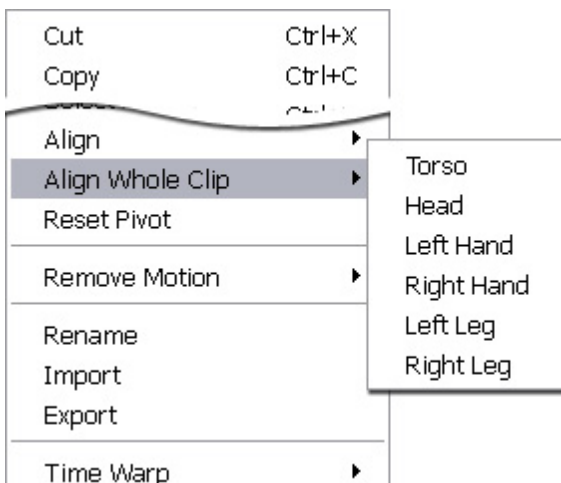 Cut Ctrl+X
Copy Ctrl+C
Align
Align Whole Clip
Reset Pivot
Remove Motion
Rename
Import
Export
Time Warp
Torso
Head
Left Hand
Right Hand
Left Leg
Right Leg